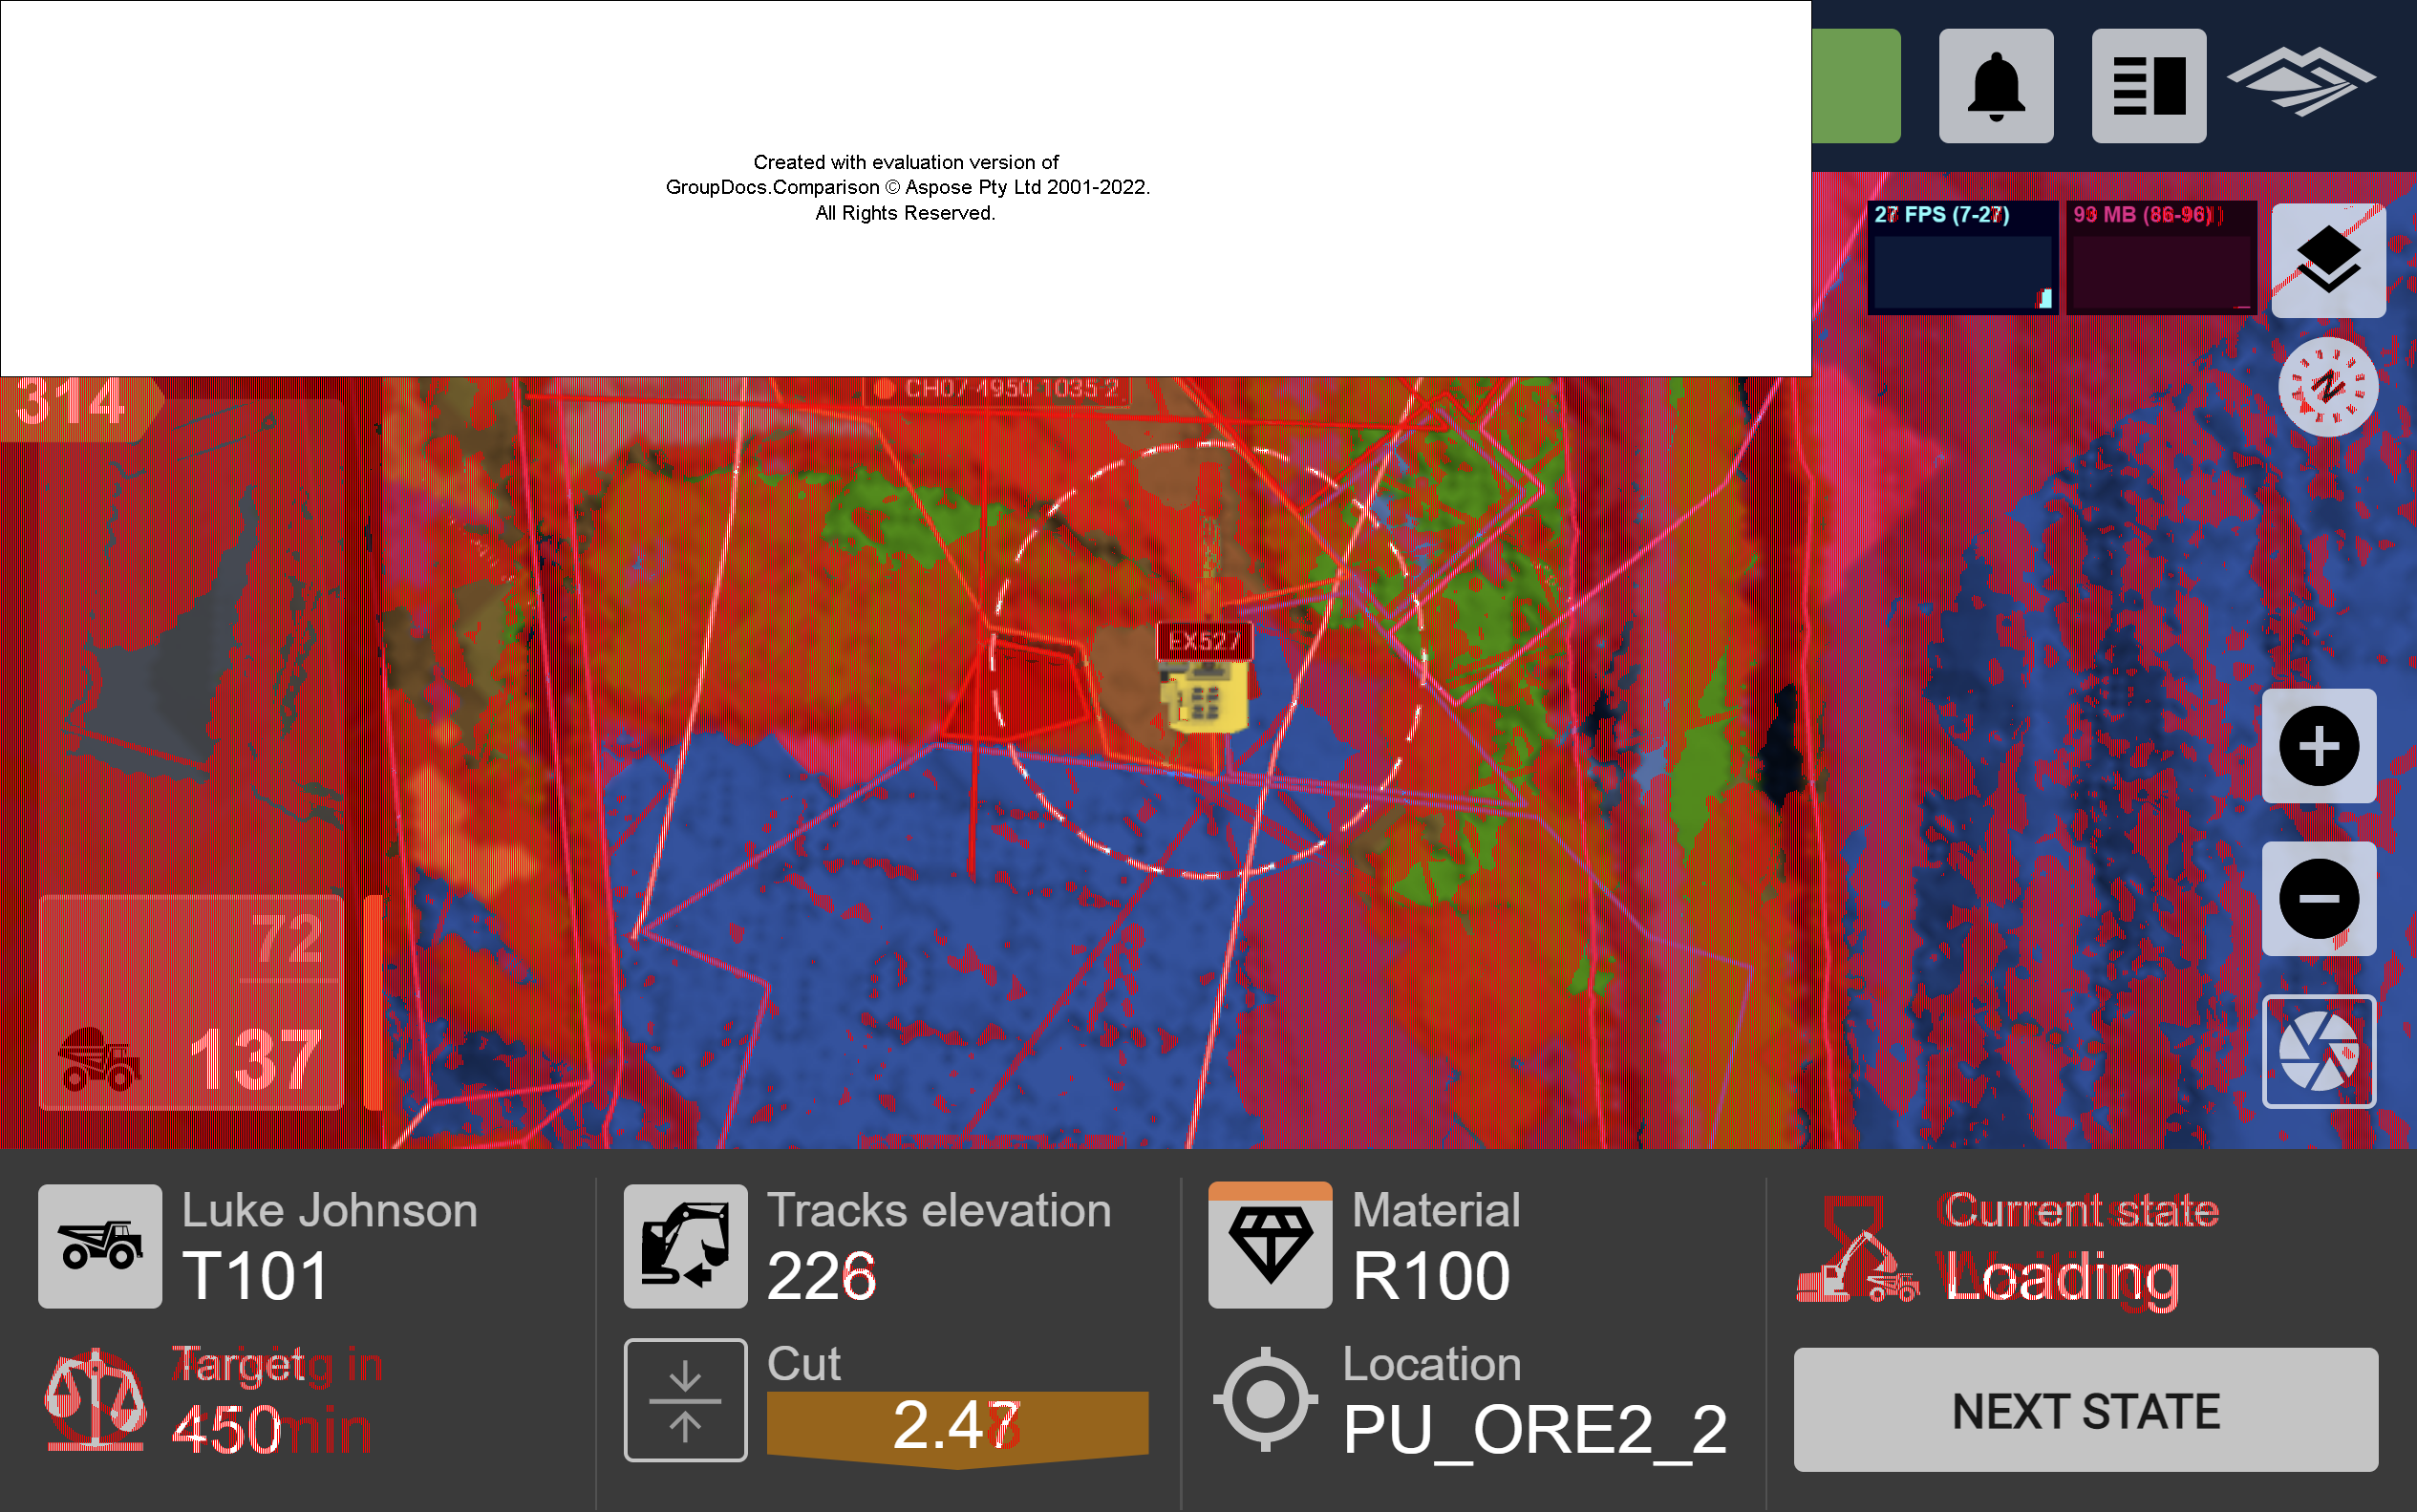 Created with evaluation version of
GroupDocs.Comparison © Aspose Pty Ltd 2001-2022.
All Rights Reserved.
FPS (7-27)
MB (86-96)
314
CH07 4950 1035 2
N
EX527
72
137
Luke Johnson
T101
Target
450
Tracks elevation
226
Cut
2.47
Material
R100
Location
PU_ORE2_2
Current state
Loading
NEXT STATE